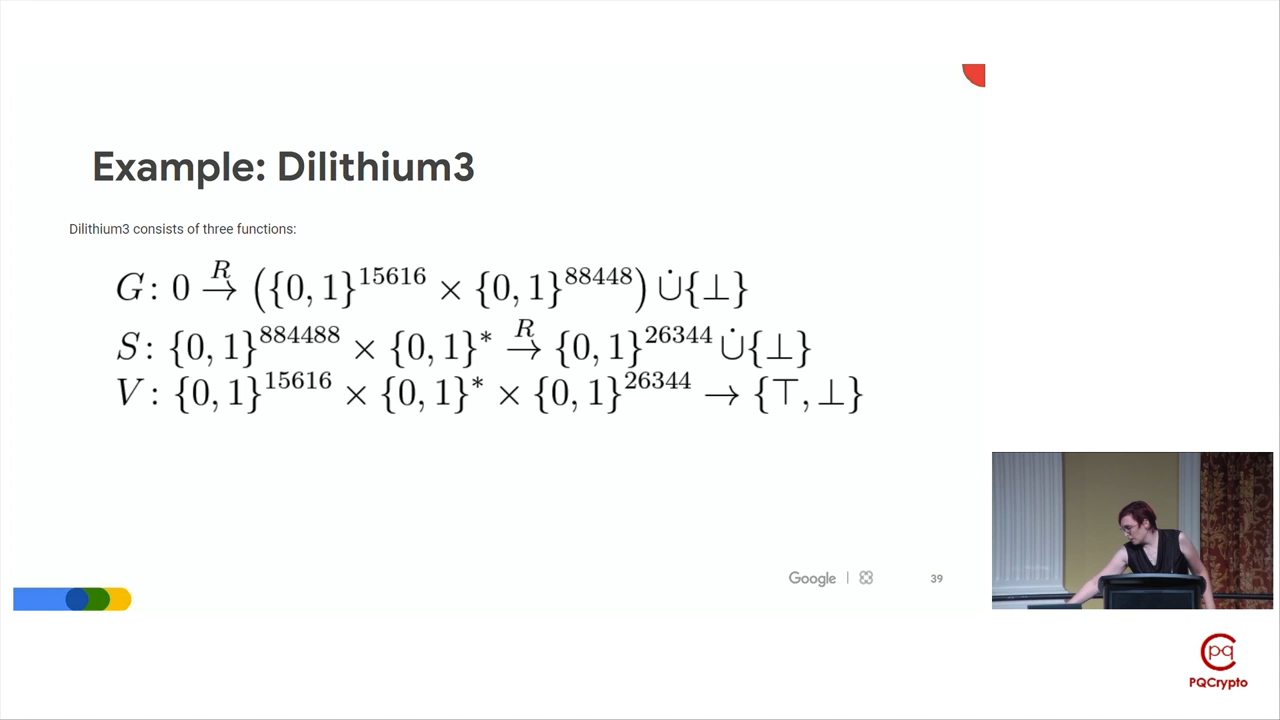 Example: Dilithium3
Dilithium3 consists of three functions:
G: 0 →^R ({0, 1}^15616 × {0, 1}^88448) ∪̇ {⊥}
S: {0, 1}^884488 × {0, 1}^* →^R {0, 1}^26344 ∪̇ {⊥}
V: {0, 1}^15616 × {0, 1}^* × {0, 1}^26344 → {⊤, ⊥}
Google 39
pq
PQCrypto